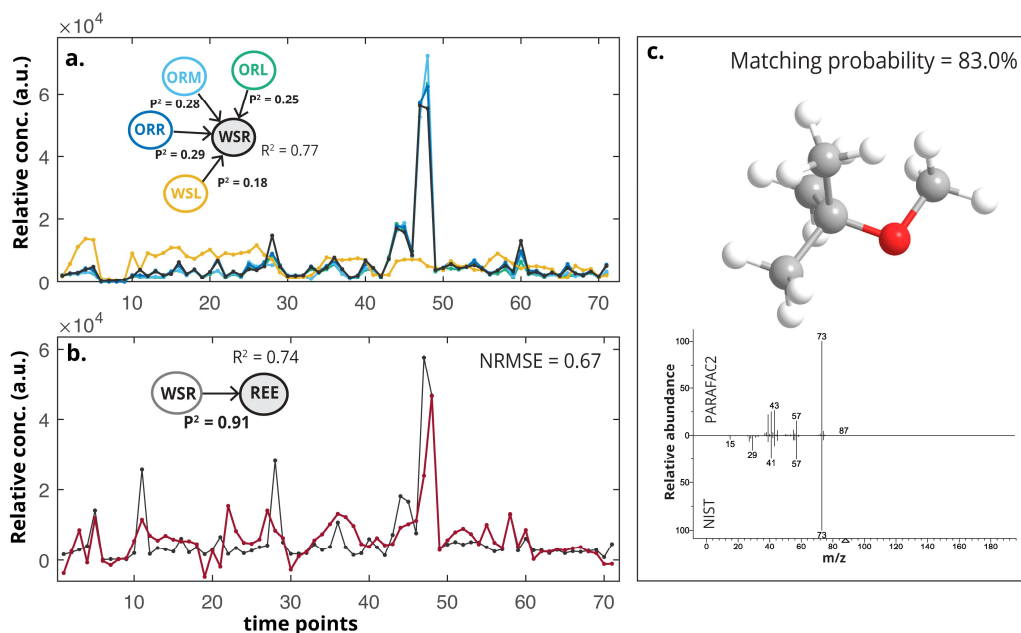 ×10⁴
a.
Relative conc. (a.u.)
6
4
2
0
ORM
ORL
P² = 0.28
P² = 0.25
ORR
WSR
P² = 0.29
R² = 0.77
WSL
P² = 0.18
10 20 30 40 50 60 70
×10⁴
b.
Relative conc. (a.u.)
6
4
2
0
R² = 0.74
NRMSE = 0.67
WSR
REE
P² = 0.91
10 20 30 40 50 60 70
time points
c.
Matching probability = 83.0%
Relative abundance
PARAFAC2
NIST
100
50
0
50
100
73
43
57
87
15
29
41
57
73
0 20 40 60 80 100 120 140 160 180
m/z